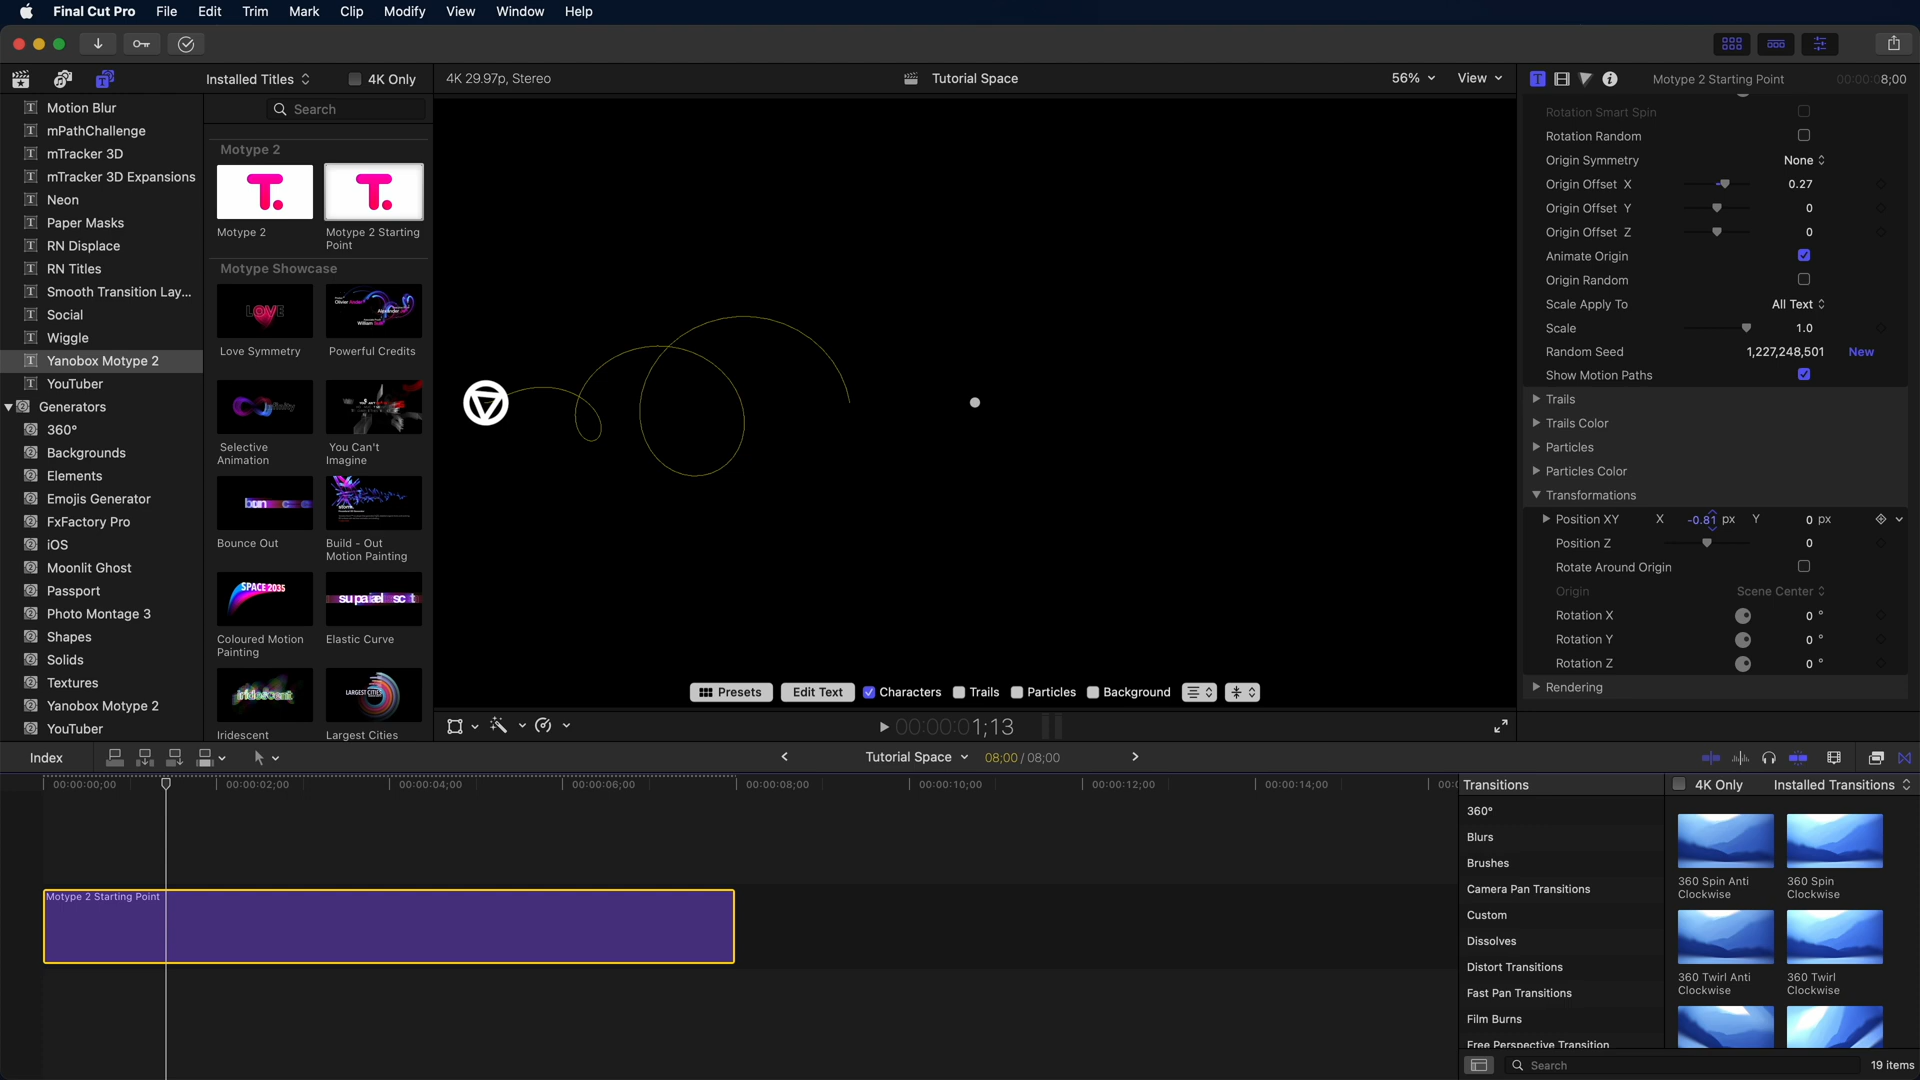 Final Cut Pro File Edit Trim Mark Clip Modify View Window Help
Installed Titles
4K Only
4K 29.97p, Stereo
Tutorial Space
56%
View
Motype 2 Starting Point
00:00:08;00
Search
Motion Blur
mPathChallenge
mTracker 3D
mTracker 3D Expansions
Neon
Paper Masks
RN Displace
RN Titles
Smooth Transition Lay...
Social
Wiggle
Yanobox Motype 2
YouTuber
Generators
360°
Backgrounds
Elements
Emojis Generator
FxFactory Pro
iOS
Moonlit Ghost
Passport
Photo Montage 3
Shapes
Solids
Textures
Yanobox Motype 2
YouTuber
Motype 2
T.
T.
Motype 2
Motype 2 Starting
Point
Motype Showcase
LOVE
Love Symmetry
Powerful Credits
Selective
Animation
You Can't
Imagine
Bounce Out
Build - Out
Motion Painting
SPACE 2035
Coloured Motion
Painting
Elastic Curve
Iridescent
Iridescent
LARGEST CITIES
Largest Cities
Presets
Edit Text
Characters
Trails
Particles
Background
00:00:01;13
Rotation Smart Spin
Rotation Random
Origin Symmetry None
Origin Offset X 0.27
Origin Offset Y 0
Origin Offset Z 0
Animate Origin
Origin Random
Scale Apply To All Text
Scale 1.0
Random Seed 1,227,248,501 New
Show Motion Paths
Trails
Trails Color
Particles
Particles Color
Transformations
Position XY X -0.81 px Y 0 px
Position Z 0
Rotate Around Origin
Origin Scene Center
Rotation X 0 °
Rotation Y 0 °
Rotation Z 0 °
Rendering
Index
Tutorial Space
08;00 / 08;00
00:00:00;00
00:00:02;00
00:00:04;00
00:00:06;00
00:00:08;00
00:00:10;00
00:00:12;00
00:00:14;00
Motype 2 Starting Point
Transitions
4K Only
Installed Transitions
360°
Blurs
Brushes
Camera Pan Transitions
Custom
Dissolves
Distort Transitions
Fast Pan Transitions
Film Burns
Free Perspective Transition
360 Spin Anti
Clockwise
360 Spin
Clockwise
360 Twirl Anti
Clockwise
360 Twirl
Clockwise
Search
19 items